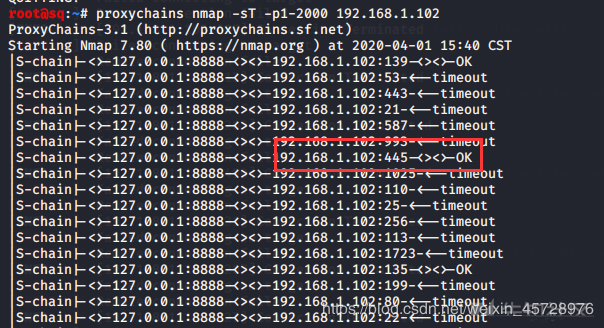 root@sq:~# proxychains nmap -sT -p1-2000 192.168.1.102
ProxyChains-3.1 (http://proxychains.sf.net)
Starting Nmap 7.80 ( https://nmap.org ) at 2020-04-01 15:40 CST
|S-chain|-<>-127.0.0.1:8888-<><>-192.168.1.102:139-<><>-OK
|S-chain|-<>-127.0.0.1:8888-<><>-192.168.1.102:53-<--timeout
|S-chain|-<>-127.0.0.1:8888-<><>-192.168.1.102:443-<--timeout
|S-chain|-<>-127.0.0.1:8888-<><>-192.168.1.102:21-<--timeout
|S-chain|-<>-127.0.0.1:8888-<><>-192.168.1.102:587-<--timeout
|S-chain|-<>-127.0.0.1:8888-<><>-192.168.1.102:993-<--timeout
|S-chain|-<>-127.0.0.1:8888-<><>-192.168.1.102:445-<><>-OK
|S-chain|-<>-127.0.0.1:8888-<><>-192.168.1.102:1025-<--timeout
|S-chain|-<>-127.0.0.1:8888-<><>-192.168.1.102:110-<--timeout
|S-chain|-<>-127.0.0.1:8888-<><>-192.168.1.102:25-<--timeout
|S-chain|-<>-127.0.0.1:8888-<><>-192.168.1.102:256-<--timeout
|S-chain|-<>-127.0.0.1:8888-<><>-192.168.1.102:113-<--timeout
|S-chain|-<>-127.0.0.1:8888-<><>-192.168.1.102:1723-<--timeout
|S-chain|-<>-127.0.0.1:8888-<><>-192.168.1.102:135-<><>-OK
|S-chain|-<>-127.0.0.1:8888-<><>-192.168.1.102:199-<--timeout
|S-chain|-<>-127.0.0.1:8888-<><>-192.168.1.102:80-<--timeout
|S-chain|-<>-127.0.0.1:8888-<><>-192.168.1.102:22-<--timeout
https://blog.csdn.net/weixin_45728976